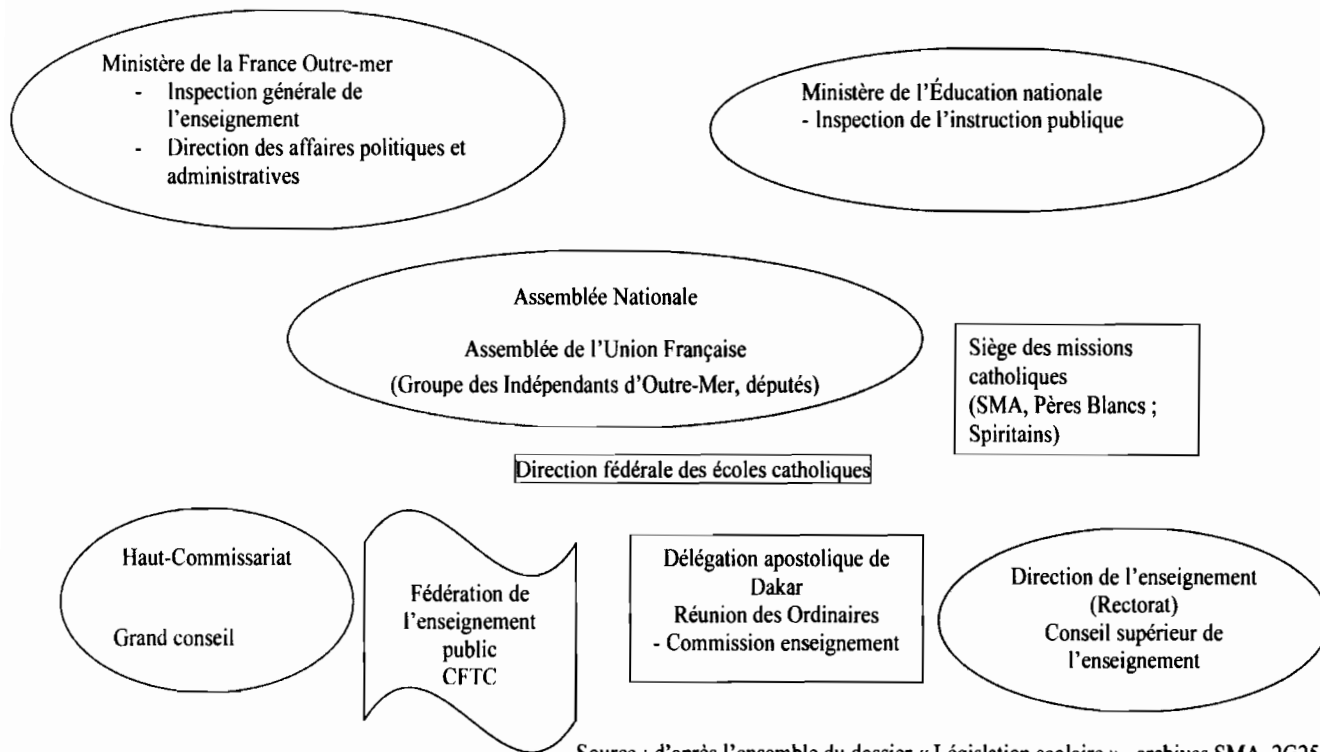 Ministère de la France Outre-mer
- Inspection générale de
l'enseignement
- Direction des affaires politiques et
administratives
Ministère de l'Éducation nationale
- Inspection de l'instruction publique
Assemblée Nationale
Assemblée de l'Union Française
(Groupe des Indépendants d'Outre-Mer, députés)
Siège des missions
catholiques
(SMA, Pères Blancs ;
Spiritains)
Direction fédérale des écoles catholiques
Haut-Commissariat
Grand conseil
Fédération de
l'enseignement
public
CFTC
Délégation apostolique de
Dakar
Réunion des Ordinaires
- Commission enseignement
Direction de l'enseignement
(Rectorat)
Conseil supérieur de
l'enseignement
Source : d'après l'ensemble du dossier « Législation scolaire », archives SMA, 2G25